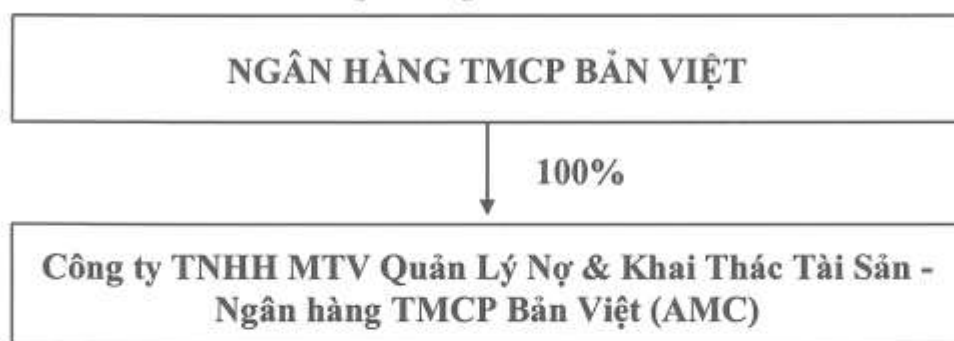 NGÂN HÀNG TMCP BẢN VIỆT
100%
Công ty TNHH MTV Quản Lý Nợ & Khai Thác Tài Sản -
Ngân hàng TMCP Bản Việt (AMC)